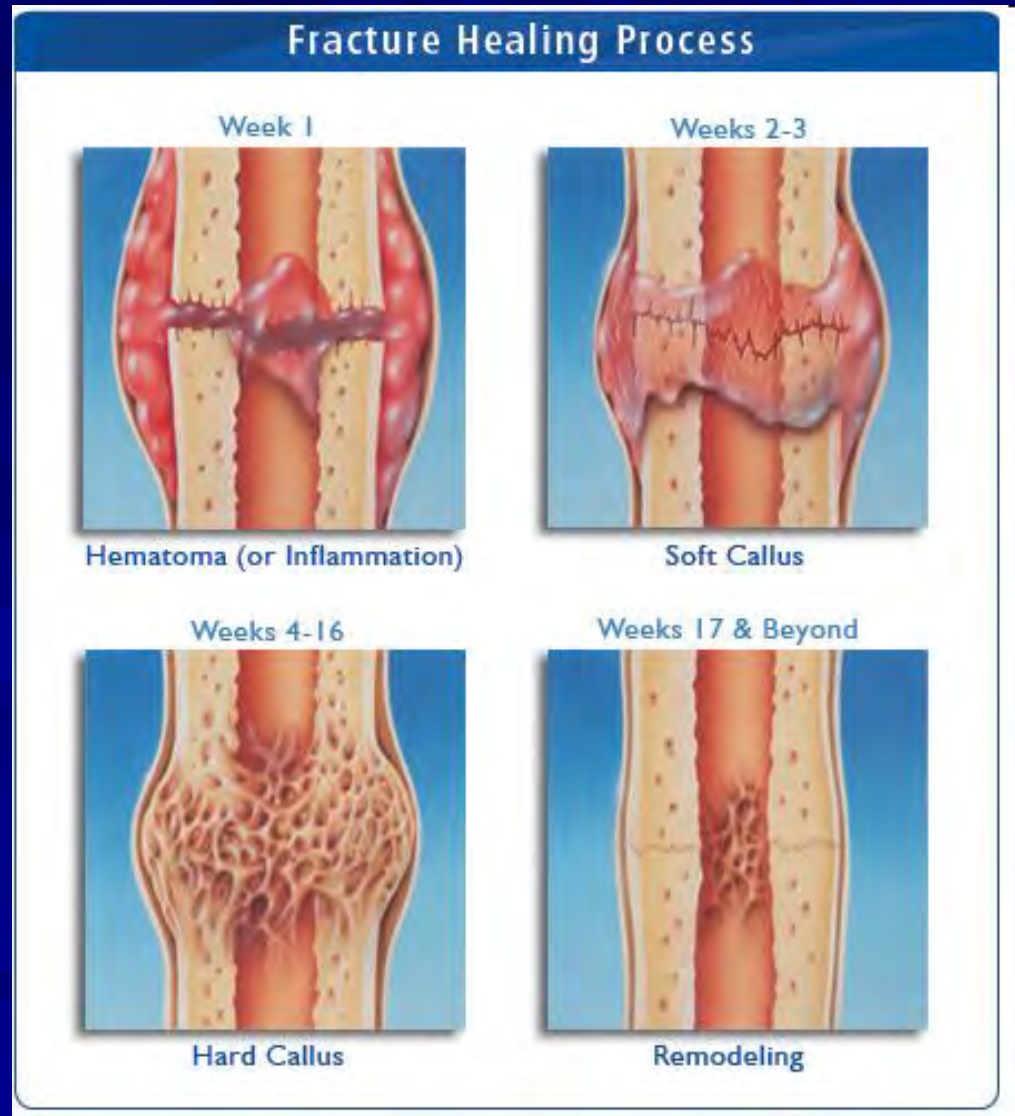 Fracture Healing Process
Week 1
Weeks 2-3
Hematoma (or Inflammation)
Soft Callus
Weeks 4-16
Weeks 17 & Beyond
Hard Callus
Remodeling